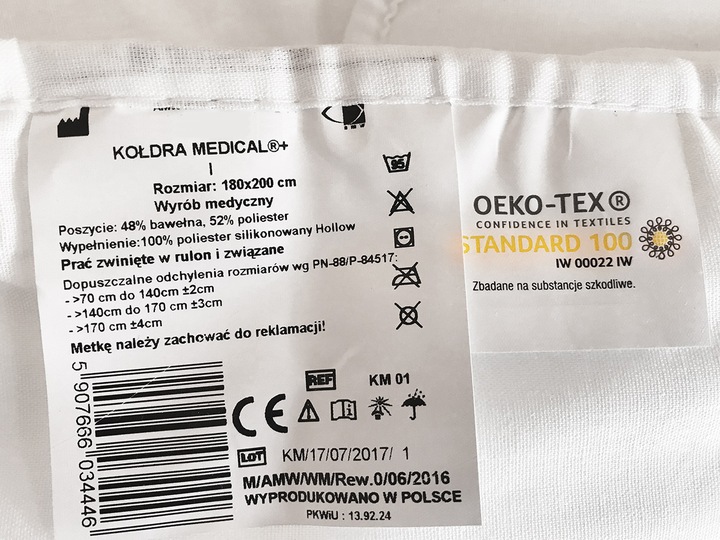 KOŁDRA MEDICAL®+
I
Rozmiar: 180x200 cm
Wyrób medyczny
Poszycie: 48% bawełna, 52% poliester
Wypełnienie:100% poliester silikonowany Hollow
Prać zwinięte w rulon i związane
Dopuszczalne odchylenia rozmiarów wg PN-88/P-84517:
- >70 cm do 140cm ±2cm
- >140cm do 170 cm ±3cm
- >170 cm ±4cm
Metkę należy zachować do reklamacji!
95
5 907666 034446
REF KM 01
CE
LOT KM/17/07/2017/ 1
M/AMW/WM/Rew.0/06/2016
WYPRODUKOWANO W POLSCE
PKWiU : 13.92.24
OEKO-TEX®
CONFIDENCE IN TEXTILES
STANDARD 100
IW 00022 IW
Zbadane na substancje szkodliwe.